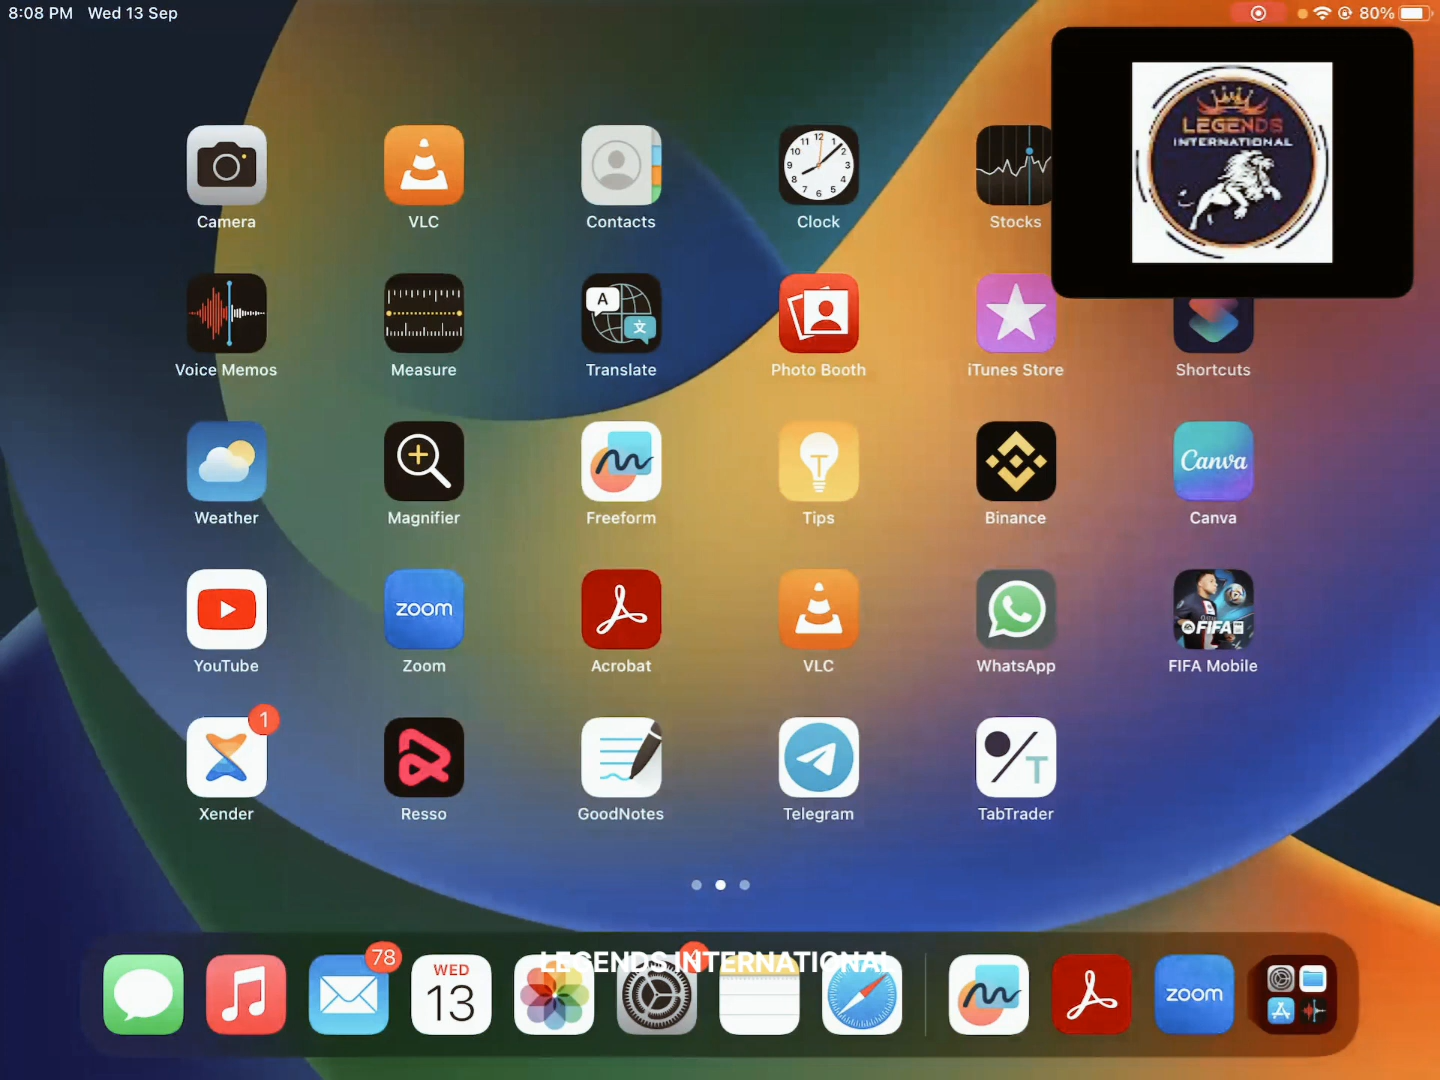 8:08 PM Wed 13 Sep
80%
LEGENDS
INTERNATIONAL
Camera
VLC
Contacts
Clock
Stocks
Voice Memos
A
文
Measure
Translate
Photo Booth
iTunes Store
Shortcuts
Canva
Weather
Magnifier
Freeform
Tips
Binance
Canva
zoom
FIFA
YouTube
Zoom
Acrobat
VLC
WhatsApp
FIFA Mobile
1
T
Xender
Resso
GoodNotes
Telegram
TabTrader
78
WED
13
LEGENDS INTERNATIONAL
zoom